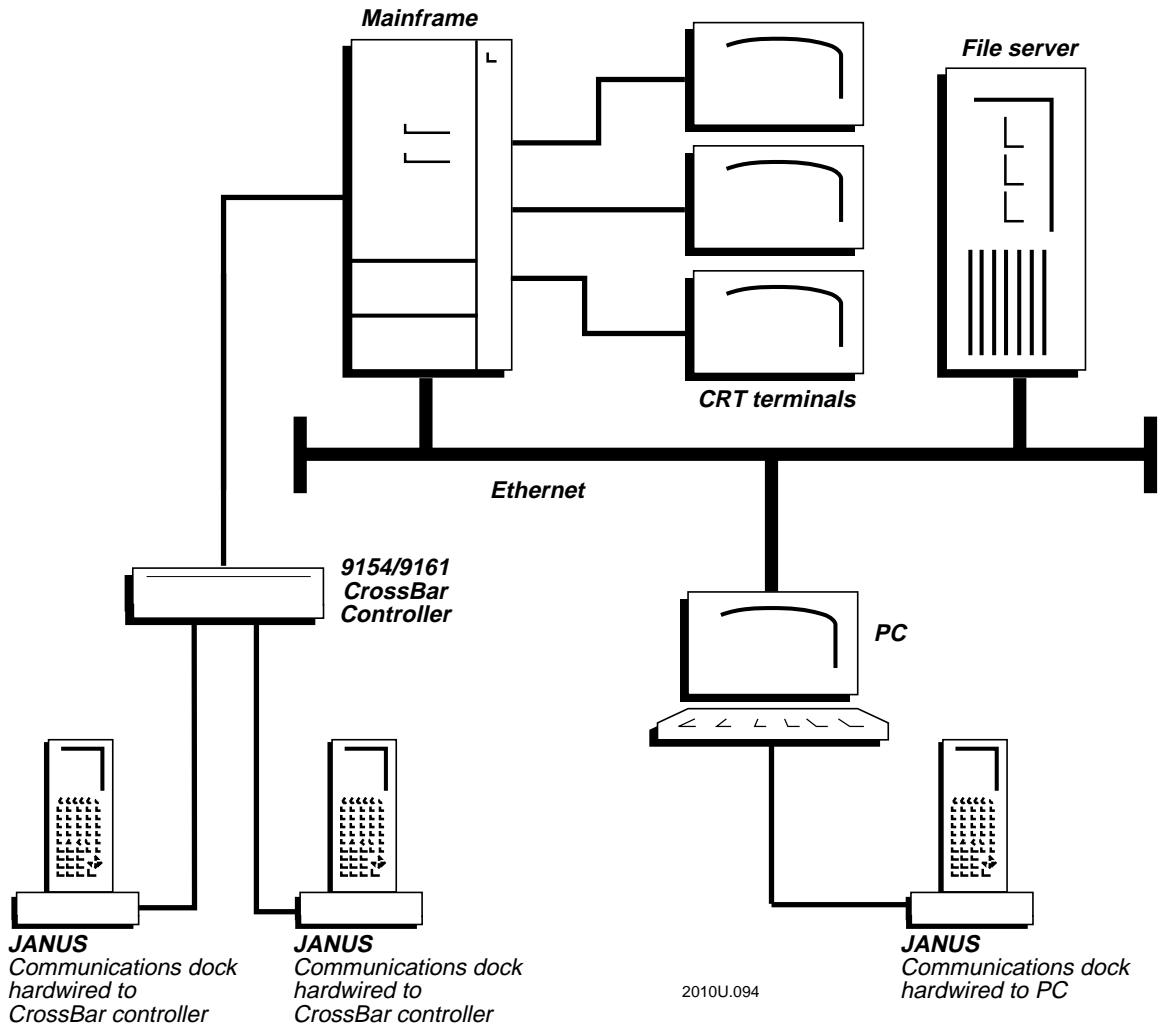 Mainframe
File server
CRT terminals
Ethernet
9154/9161
CrossBar
Controller
PC
JANUS
Communications dock
hardwired to
CrossBar controller
JANUS
Communications dock
hardwired to
CrossBar controller
2010U.094
JANUS
Communications dock
hardwired to PC